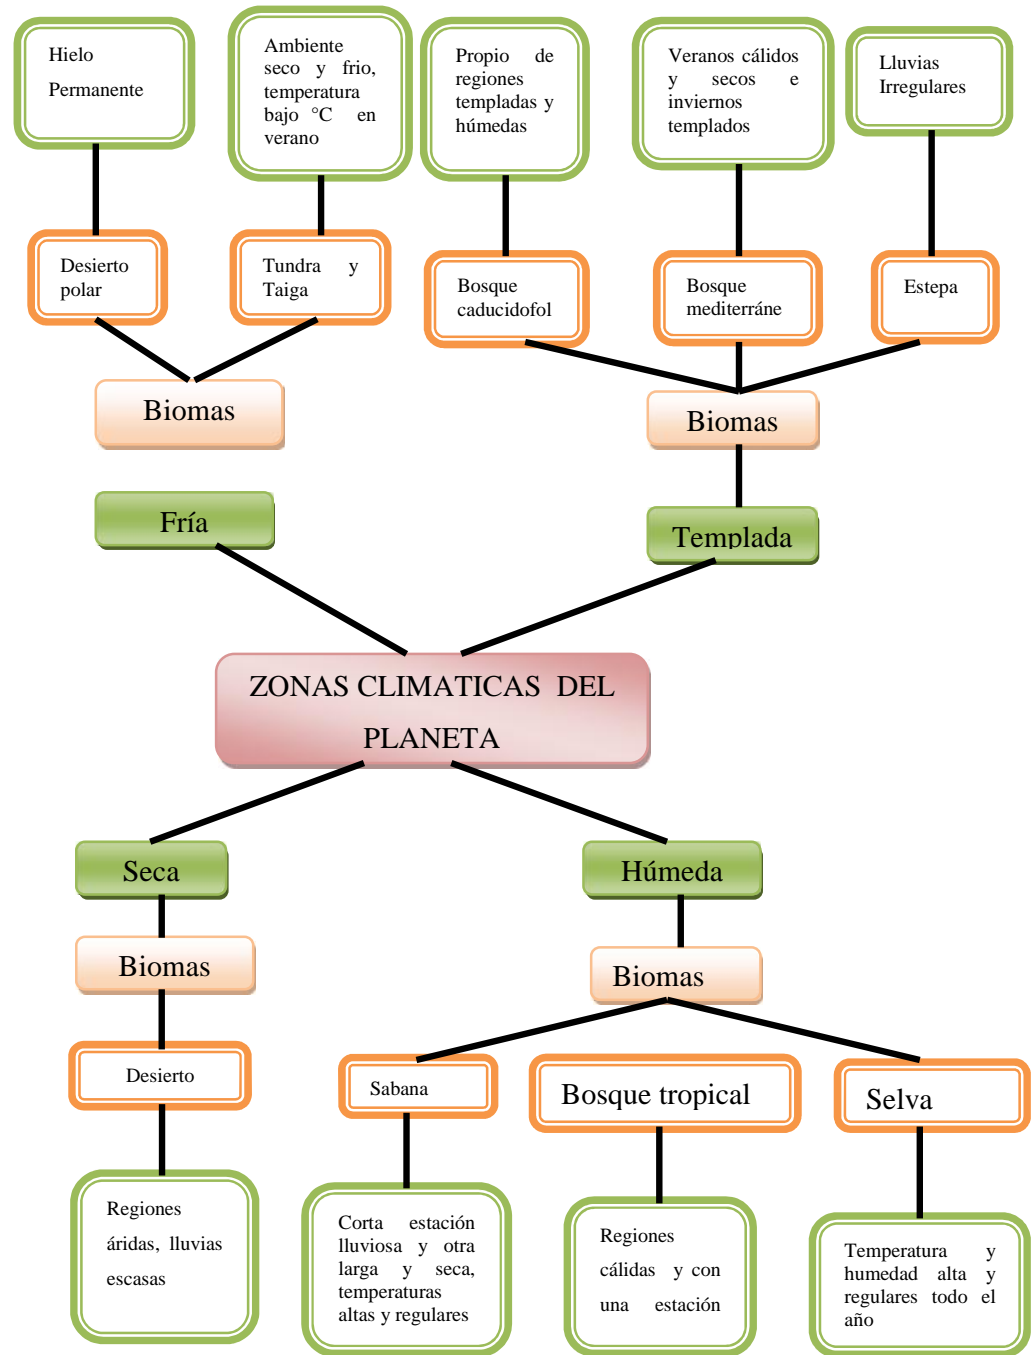 Hielo
Permanente
Ambiente
seco y frio,
temperatura
bajo °C en
verano
Propio de
regiones
templadas y
húmedas
Veranos cálidos
y secos e
inviernos
templados
Lluvias
Irregulares
Desierto
polar
Tundra y
Taiga
Bosque
caducidofol
Bosque
mediterráne
Estepa
Biomas
Biomas
Fría
Templada
ZONAS CLIMATICAS DEL
PLANETA
Seca
Húmeda
Biomas
Biomas
Desierto
Sabana
Bosque tropical
Selva
Regiones
áridas, lluvias
escasas
Corta estación
lluviosa y otra
larga y seca,
temperaturas
altas y regulares
Regiones
cálidas y con
una estación
Temperatura y
humedad alta y
regulares todo el
año